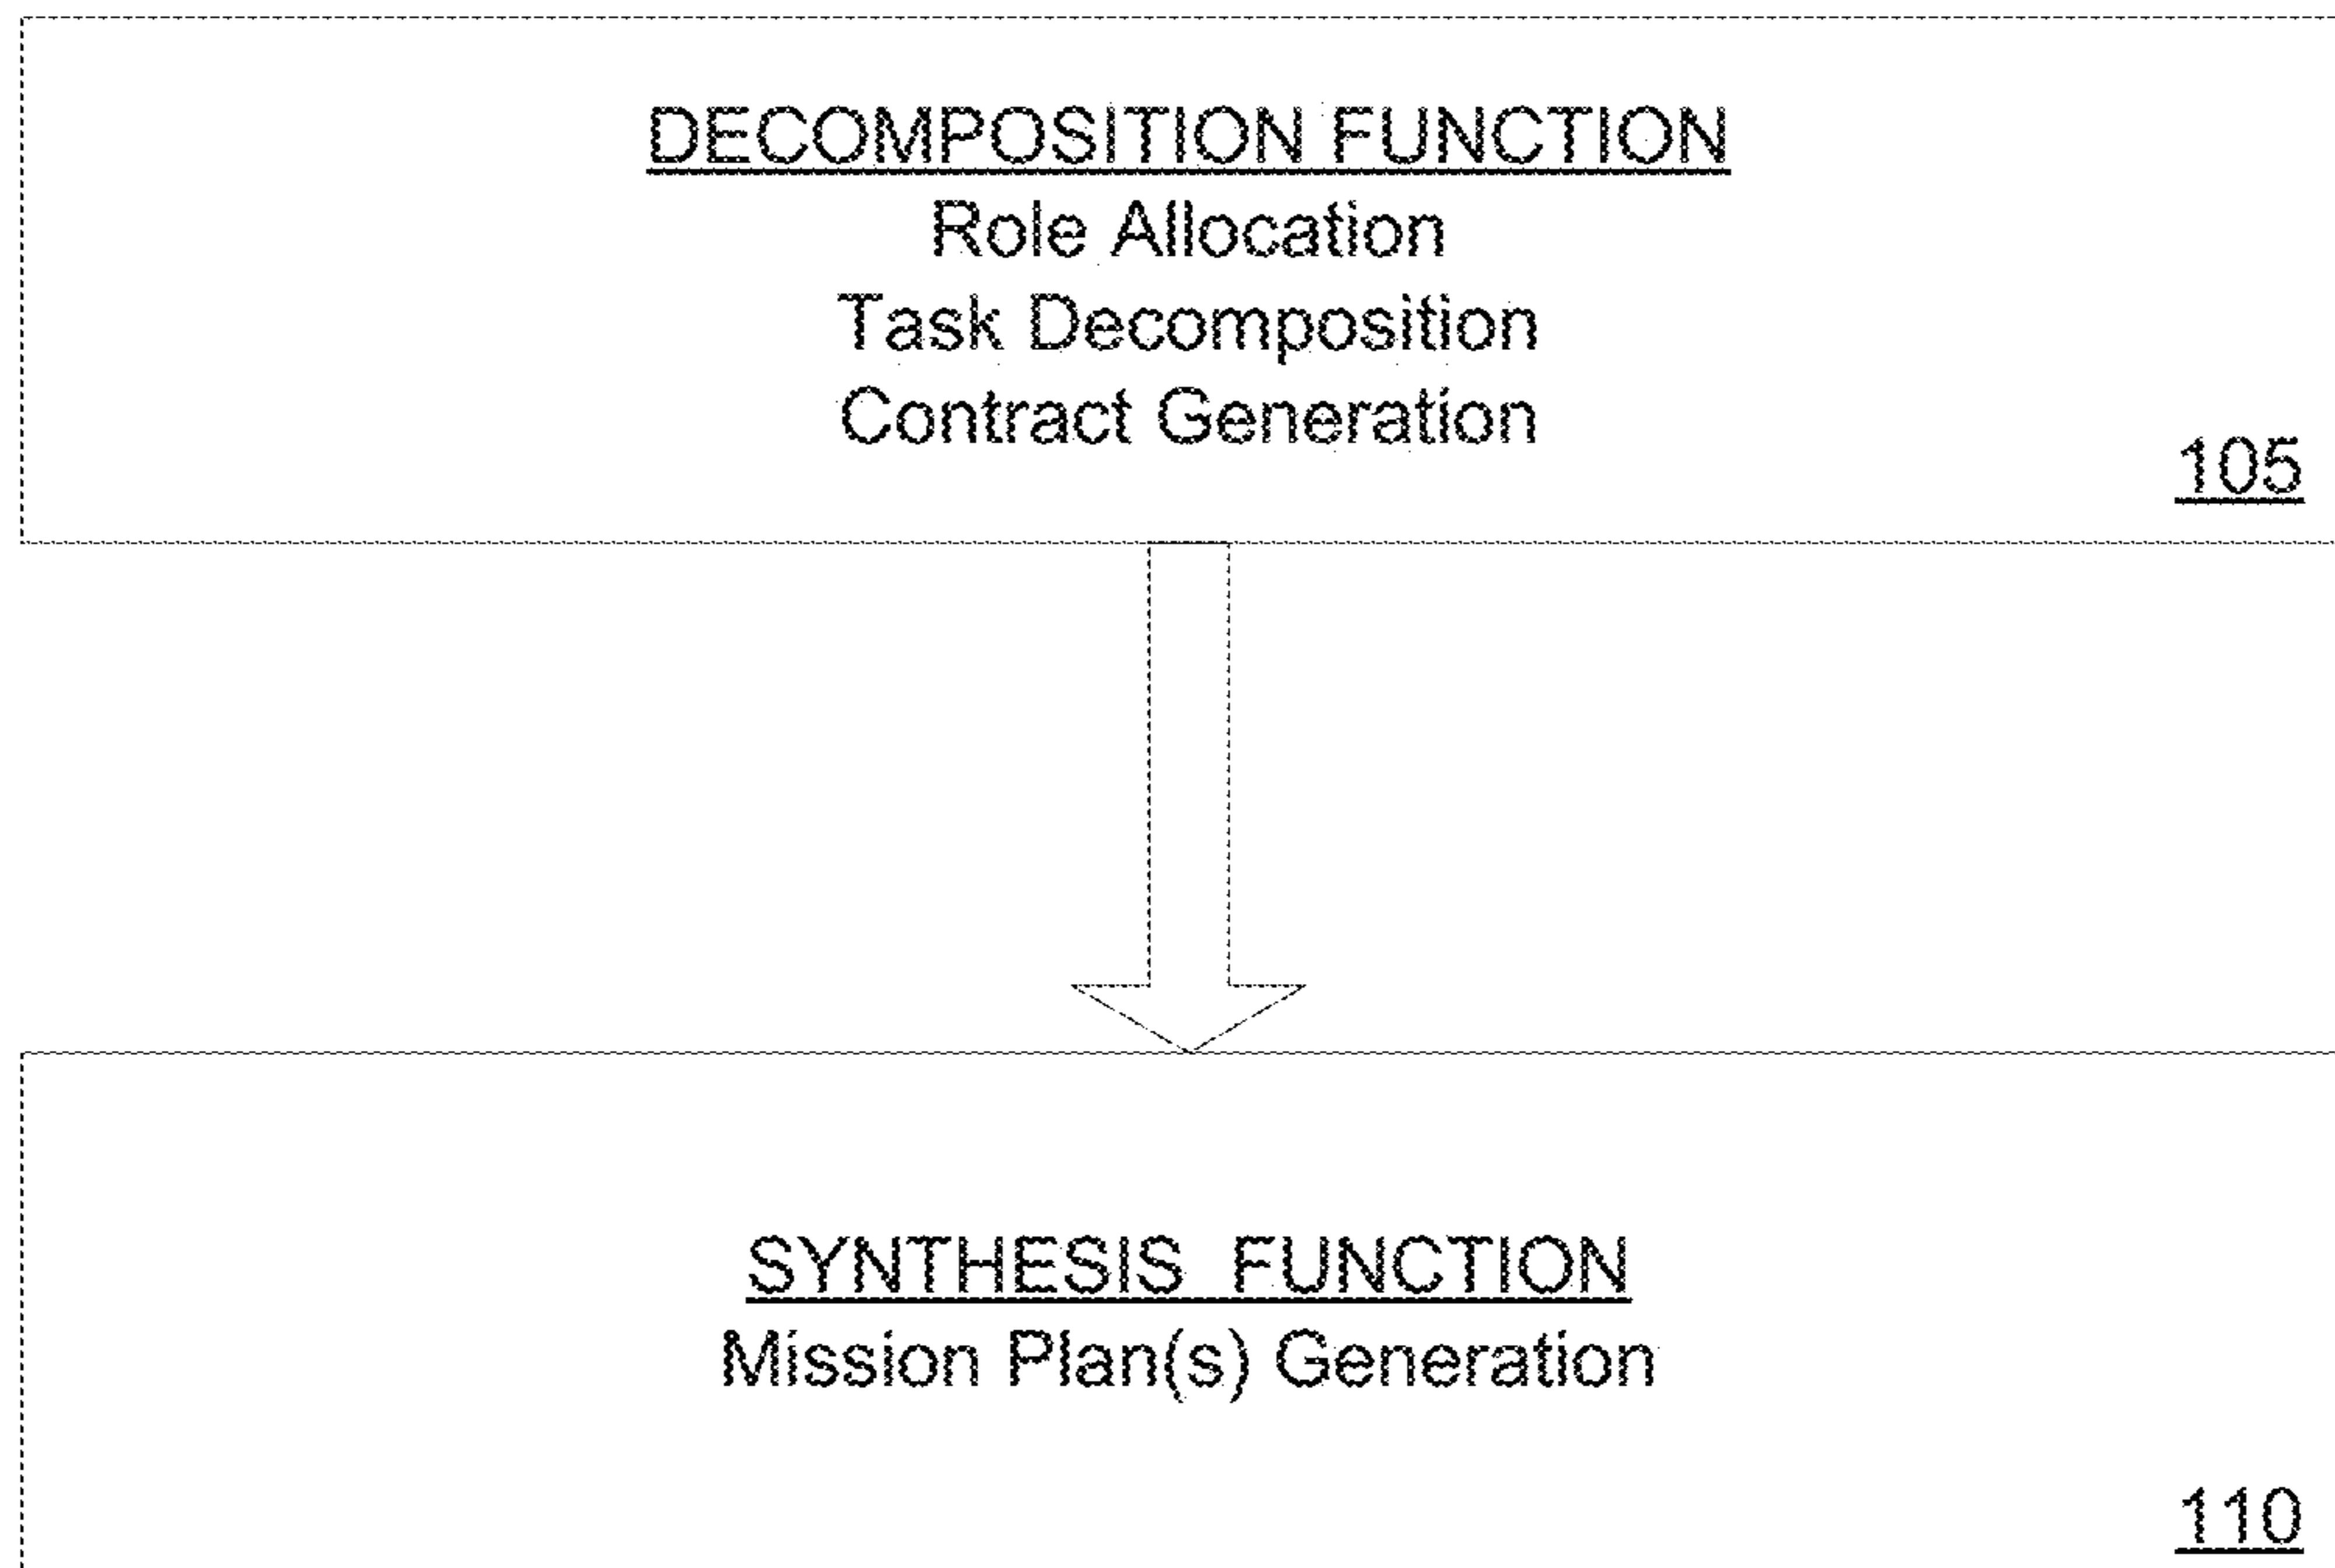 DECOMPOSITION FUNCTION
Role Allocation
Task Decomposition
Contract Generation
105
SYNTHESIS FUNCTION
Mission Plan(s) Generation
110